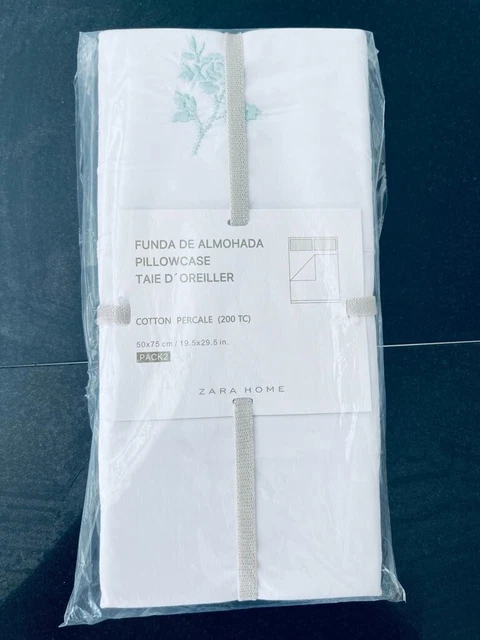 FUNDA DE ALMOHADA
PILLOWCASE
TAIE D´OREILLER
COTTON PERCALE (200 TC)
50x75 cm / 19.5x29.5 in.
PACK2
ZARA HOME